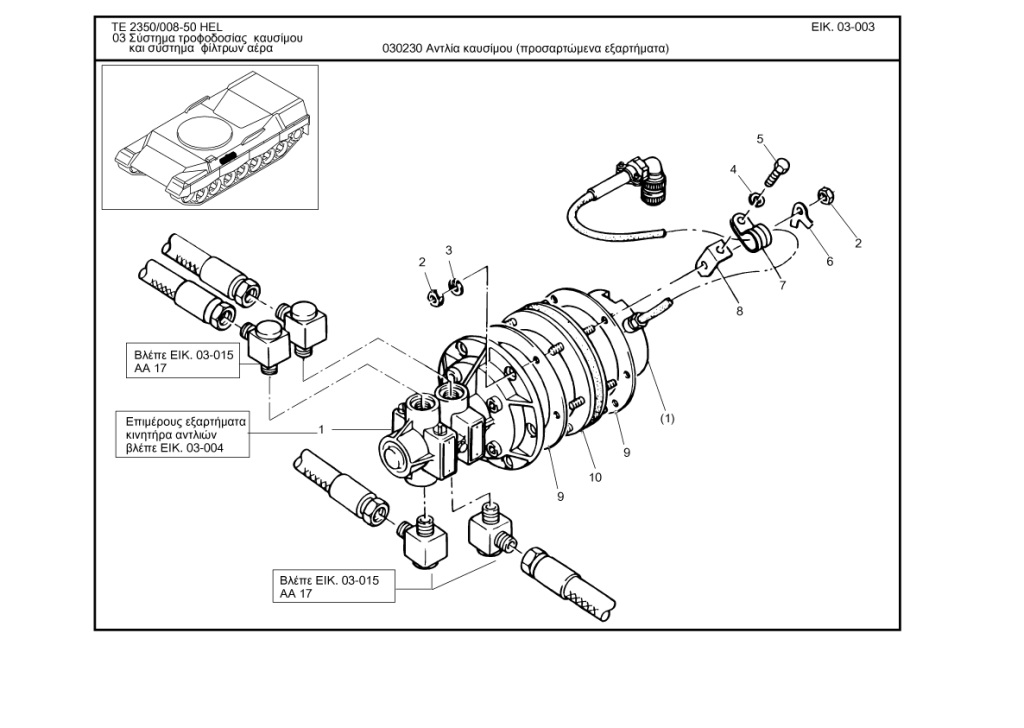 ΤΕ 2350/008-50 HEL
ΕΙΚ. 03-003
03 Σύστημα τροφοδοσίας καυσίμου
και σύστημα φίλτρων αέρα
030230 Αντλία καυσίμου (προσαρτώμενα εξαρτήματα)
5
4
2
3
2
6
7
8
Βλέπε ΕΙΚ. 03-015
ΑΑ 17
(1)
Επιμέρους εξαρτήματα
κινητήρα αντλιών
βλέπε ΕΙΚ. 03-004
1
9
10
9
Βλέπε ΕΙΚ. 03-015
ΑΑ 17